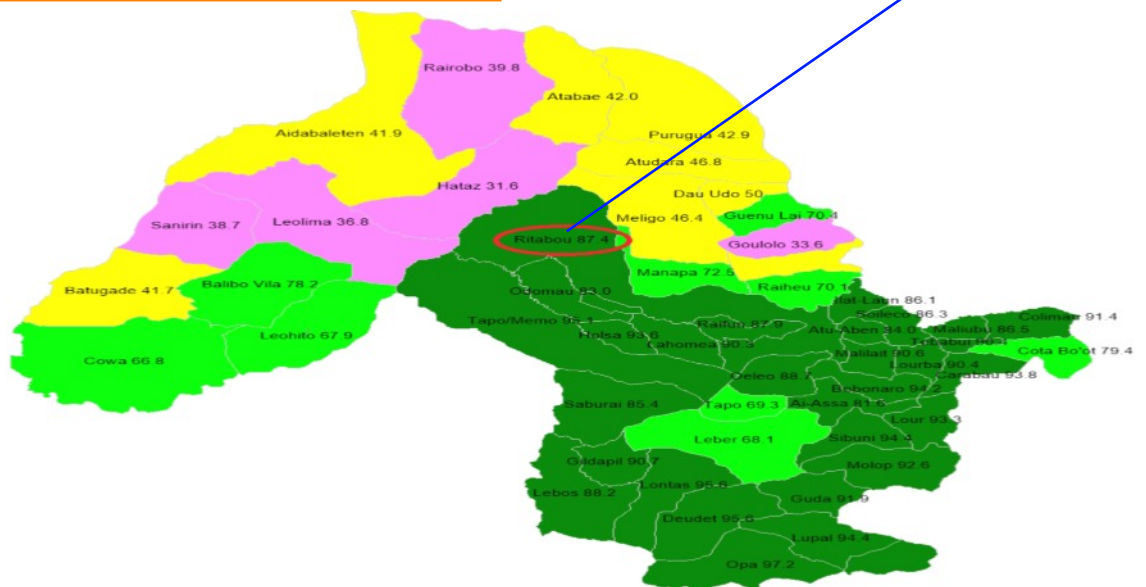 Rairobo 39.8
Atabae 42.0
Aidabaleten 41.9
Purugua 42.9
Atudara 46.8
Hataz 31.6
Dau Udo 50
Meligo 46.4
Guenu Lai 70.4
Sanirin 38.7
Leolima 36.8
Ritabou 87.4
Goulolo 33.6
Manapa 72.5
Balibo Vila 78.2
Batugade 41.7
Raiheu 70.1
Odomau 83.0
86.1
Soileco 86.3
Colimau 91.4
Tapo/Memo 95.1
Raifun 87.9
Holsa 93.6
Atu-Aben 84.0
Maliubu 86.5
Leohito 67.9
Lahomea 90.3
Malilait 90.6
Cota Bo'ot 79.4
Cowa 66.8
Lourba 90.4
Oeleo 88.7
Carabau 93.8
Bobonaro 94.2
Saburai 85.4
Tapo 69.3
Ai-Assa 81.6
Lour 93.3
Leber 68.1
Sibuni 94.4
Gildapil 90.7
Molop 92.6
Lontas 95.8
Lebos 88.2
Guda 91.9
Deudet 95.6
Lupal 94.4
Opa 97.2